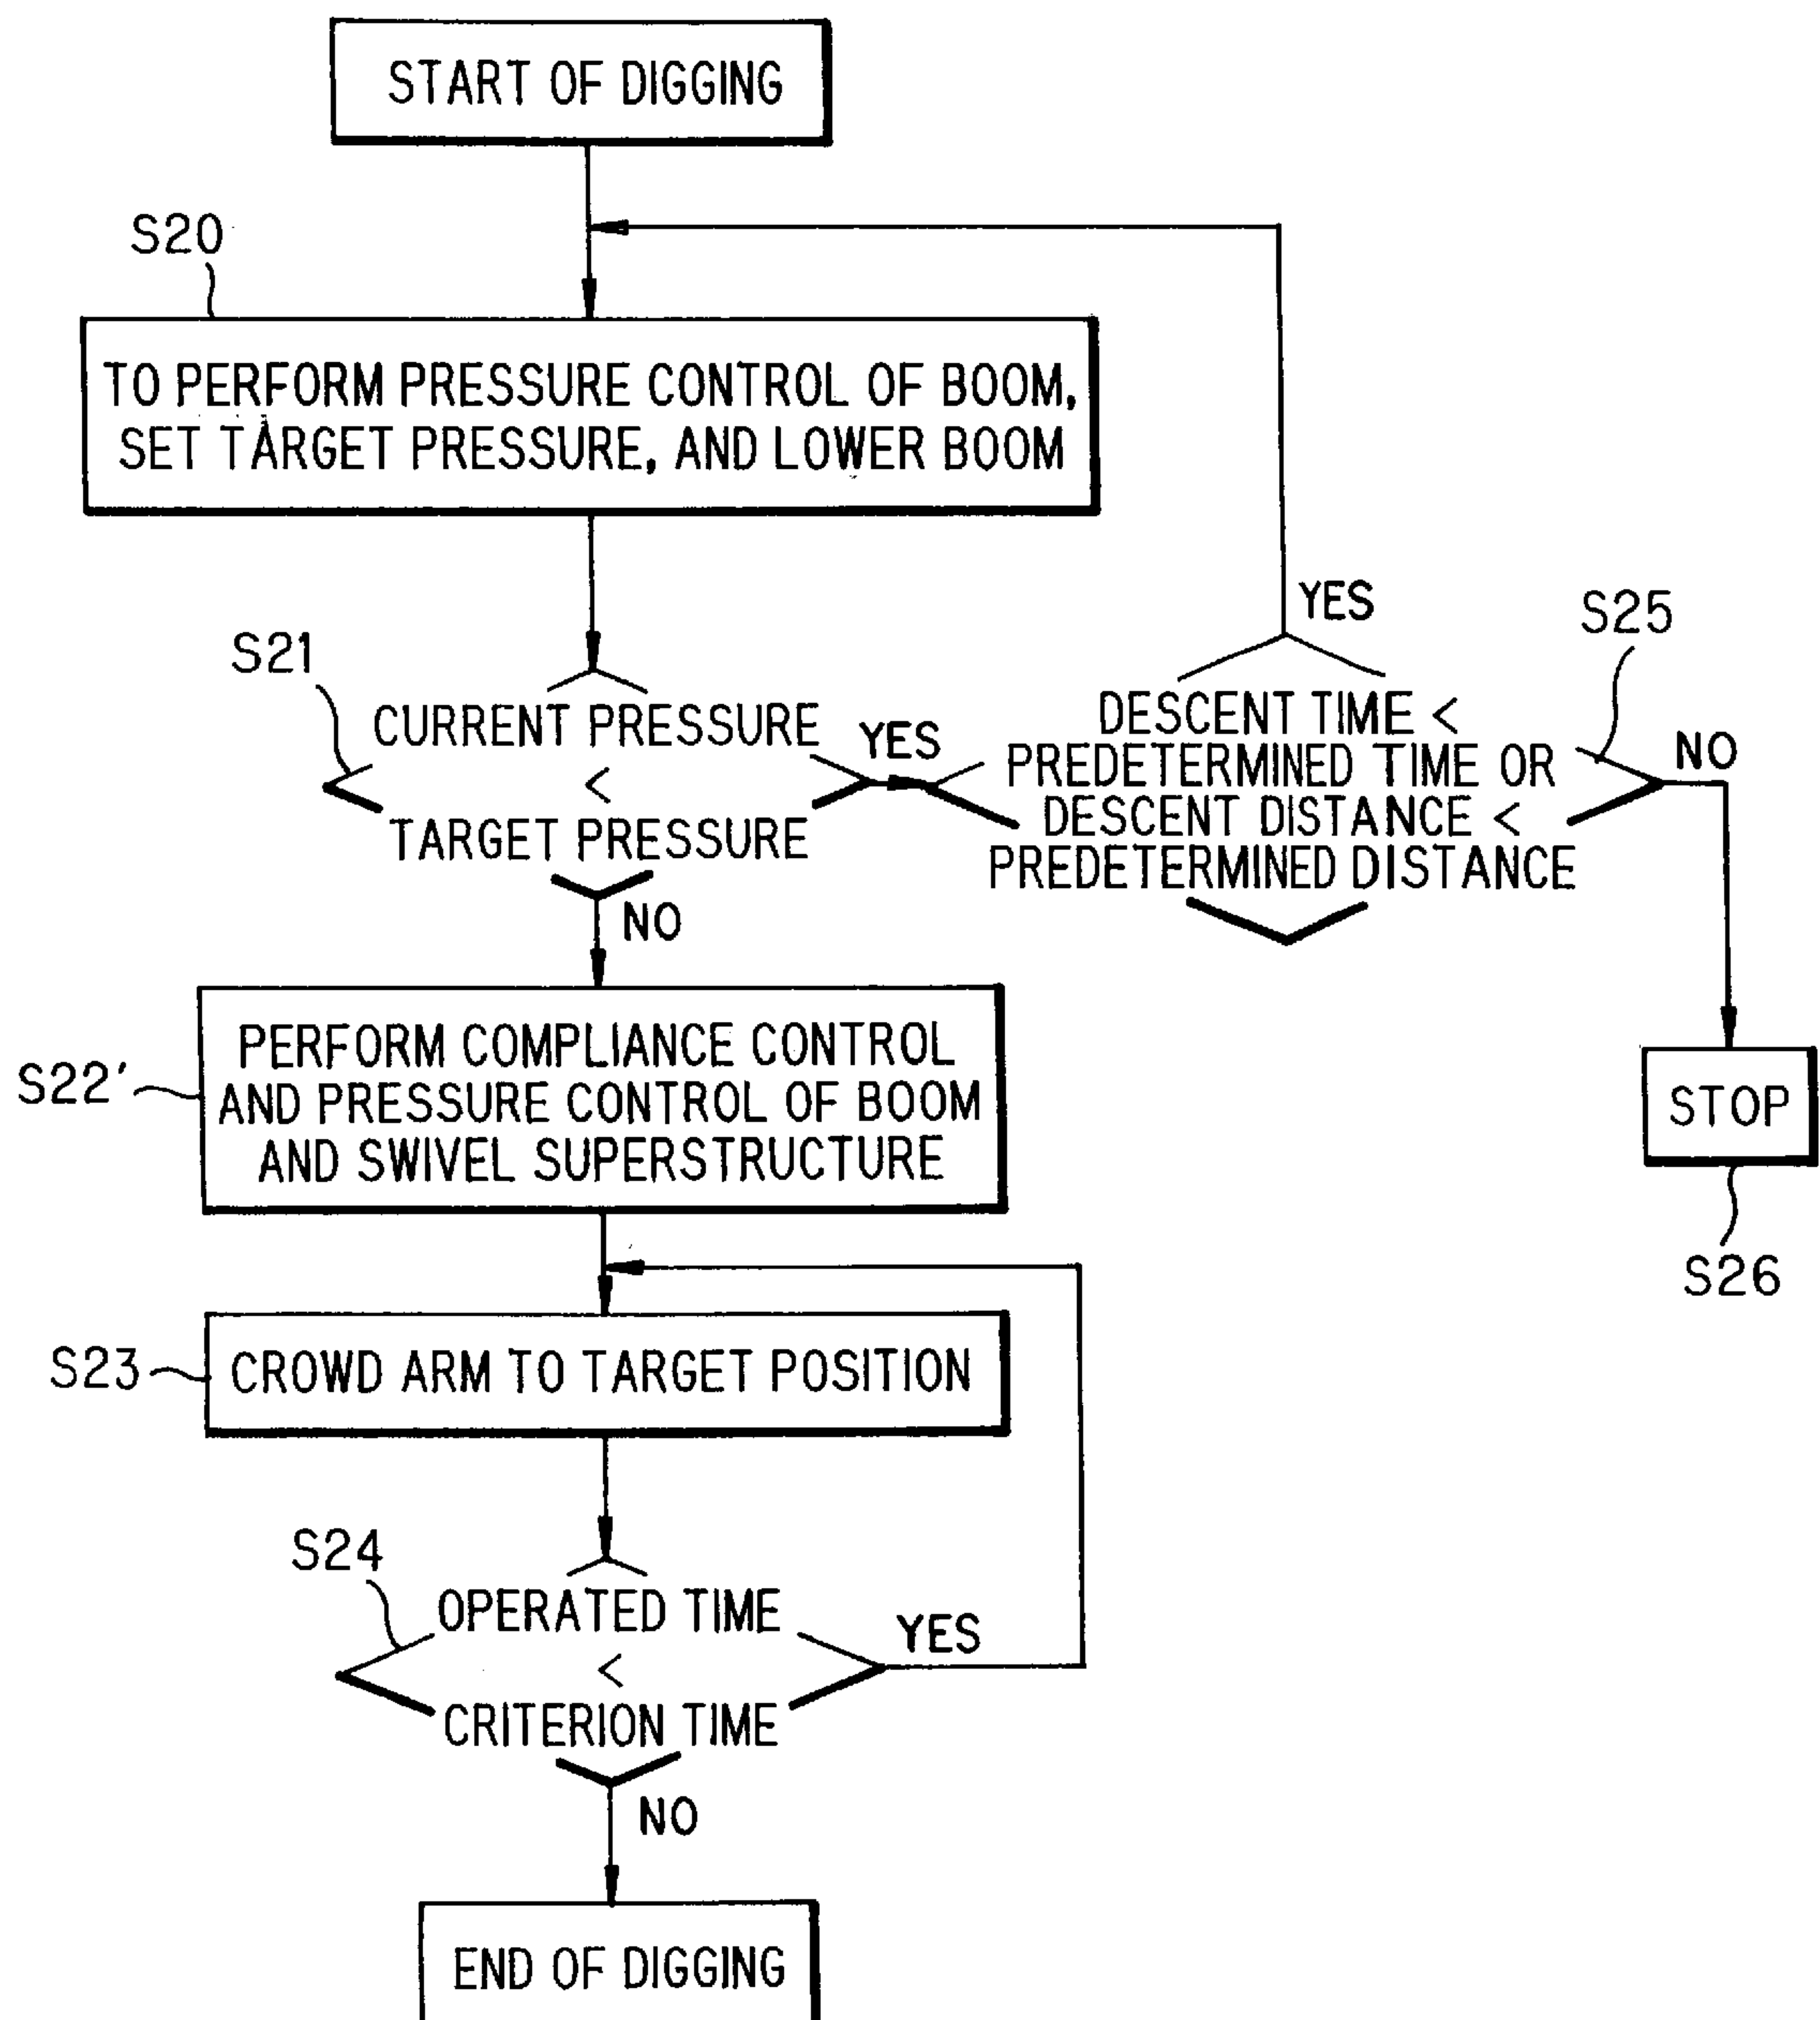 START OF DIGGING
S20
TO PERFORM PRESSURE CONTROL OF BOOM,
SET TARGET PRESSURE, AND LOWER BOOM
S21
CURRENT PRESSURE
<
TARGET PRESSURE
YES
NO
S25
DESCENT TIME <
PREDETERMINED TIME OR
DESCENT DISTANCE <
PREDETERMINED DISTANCE
YES
NO
STOP
S26
S22'
PERFORM COMPLIANCE CONTROL
AND PRESSURE CONTROL OF BOOM
AND SWIVEL SUPERSTRUCTURE
S23
CROWD ARM TO TARGET POSITION
S24
OPERATED TIME
<
CRITERION TIME
YES
NO
END OF DIGGING